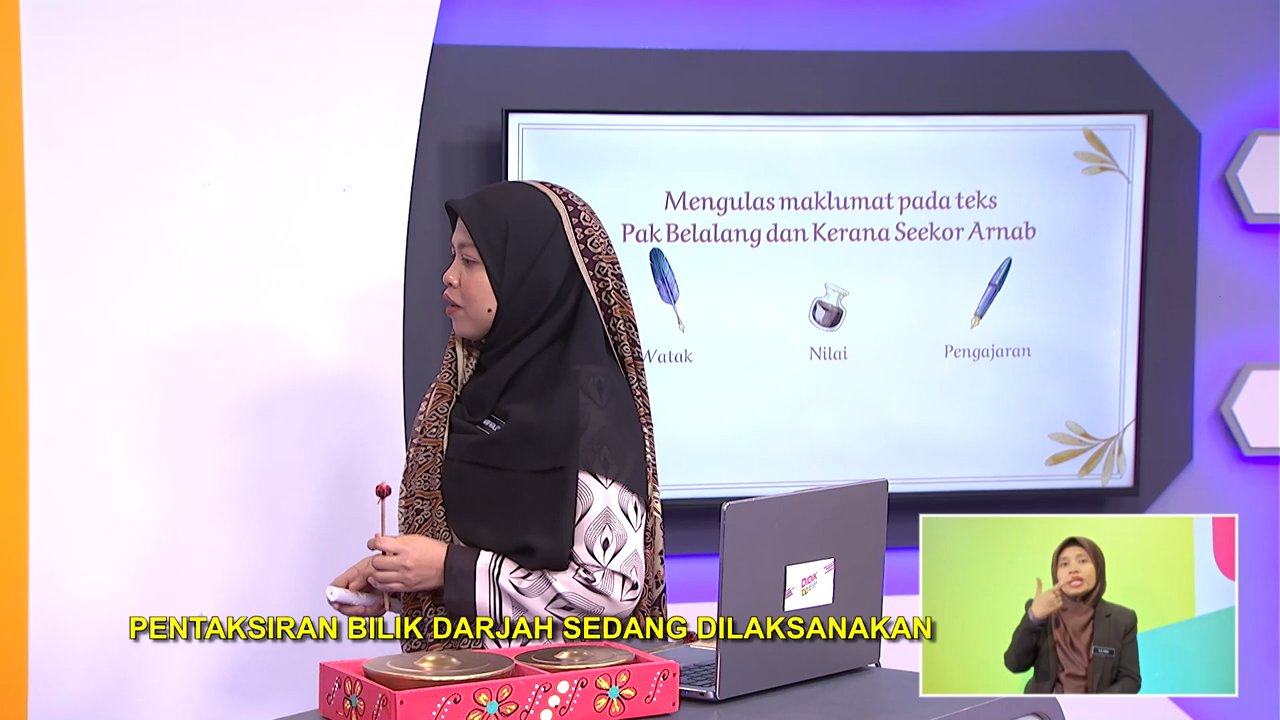 Mengulas maklumat pada teks
Pak Belalang dan Kerana Seekor Arnab
Watak
Nilai
Pengajaran
PENTAKSIRAN BILIK DARJAH SEDANG DILAKSANAKAN